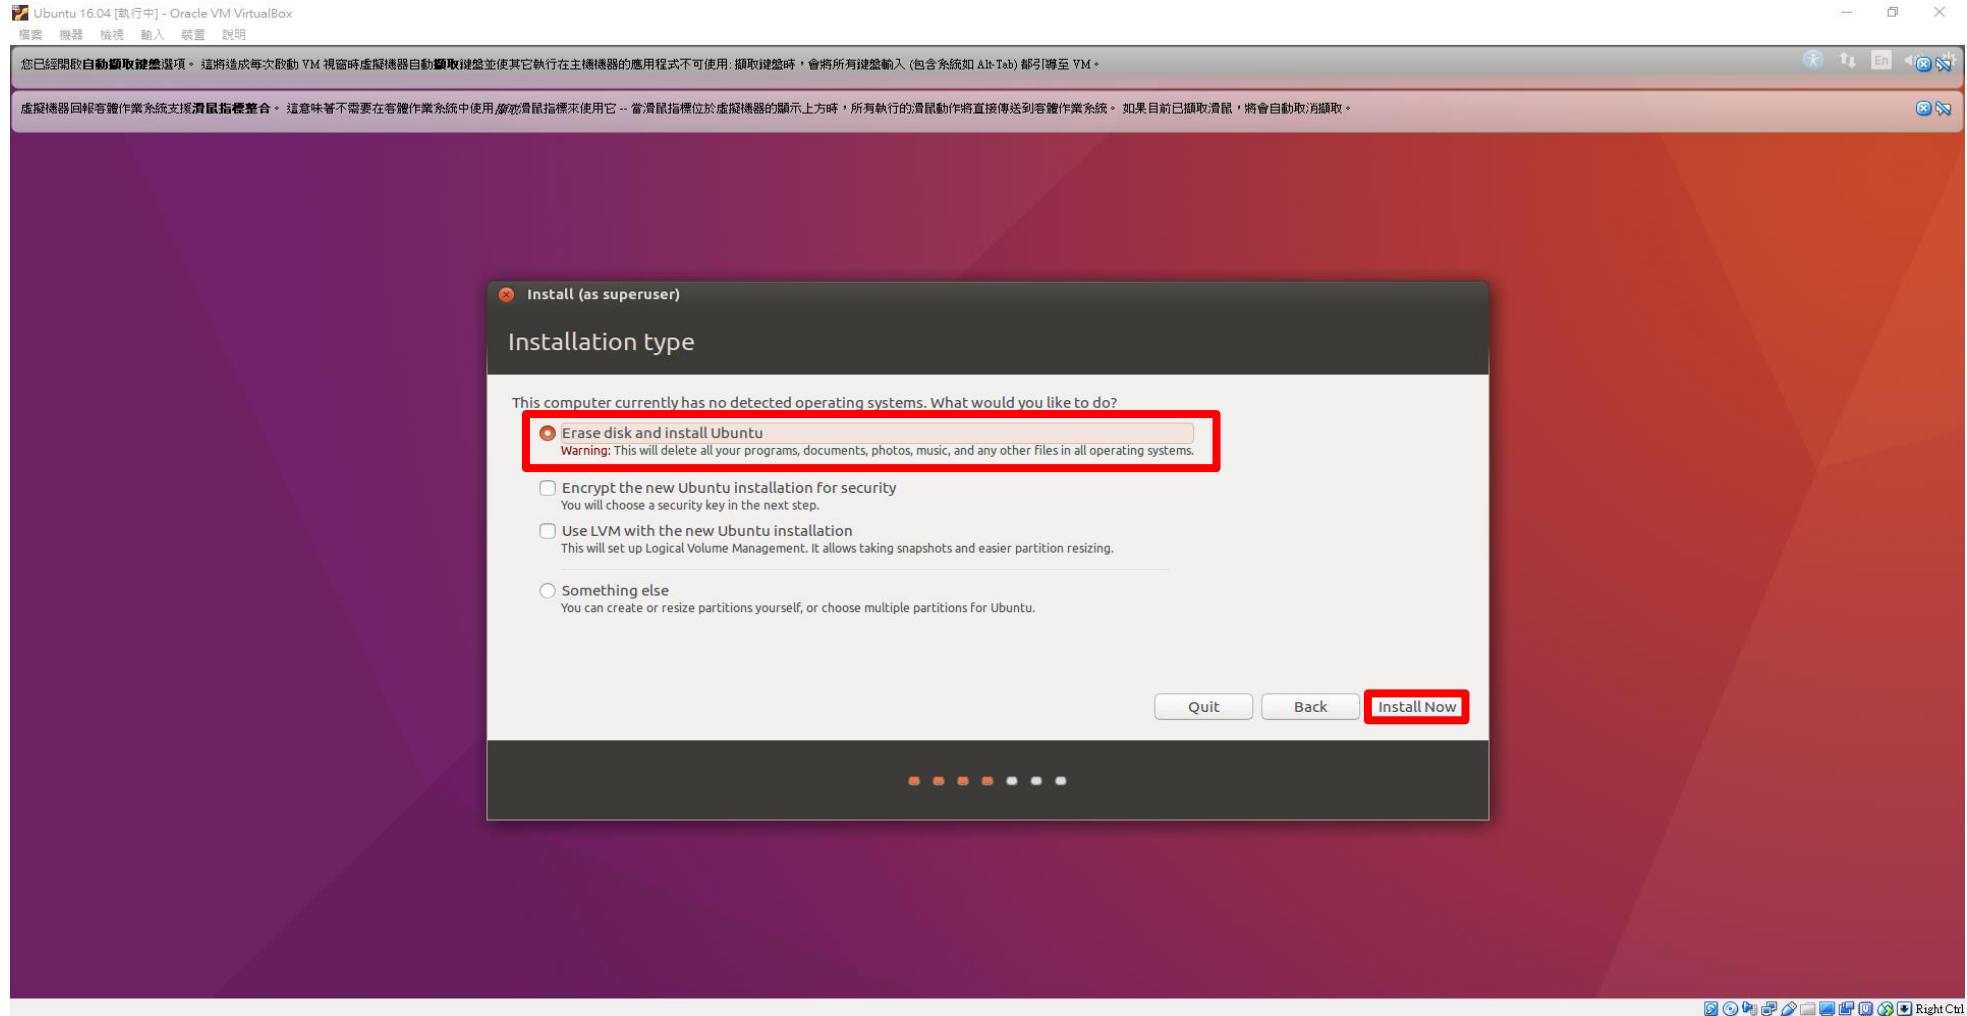 Ubuntu 16.04 [執行中] - Oracle VM VirtualBox
檔案 機器 檢視 輸入 裝置 說明
您已經開啟自動擷取鍵盤選項。 這將造成每次啟動 VM 視窗時虛擬機器自動擷取鍵盤並使其它執行在主機機器的應用程式不可使用: 擷取鍵盤時，會將所有鍵盤輸入 (包含系統如 Alt-Tab) 都引導至 VM。
En
虛擬機器回報客體作業系統支援滑鼠指標整合。 這意味著不需要在客體作業系統中使用擷取滑鼠指標來使用它 -- 當滑鼠指標位於虛擬機器的顯示上方時，所有執行的滑鼠動作將直接傳送到客體作業系統。 如果目前已擷取滑鼠，將會自動取消擷取。
Install (as superuser)
Installation type
This computer currently has no detected operating systems. What would you like to do?
Erase disk and install Ubuntu
Warning: This will delete all your programs, documents, photos, music, and any other files in all operating systems.
Encrypt the new Ubuntu installation for security
You will choose a security key in the next step.
Use LVM with the new Ubuntu installation
This will set up Logical Volume Management. It allows taking snapshots and easier partition resizing.
Something else
You can create or resize partitions yourself, or choose multiple partitions for Ubuntu.
Quit Back Install Now
Right Ctrl